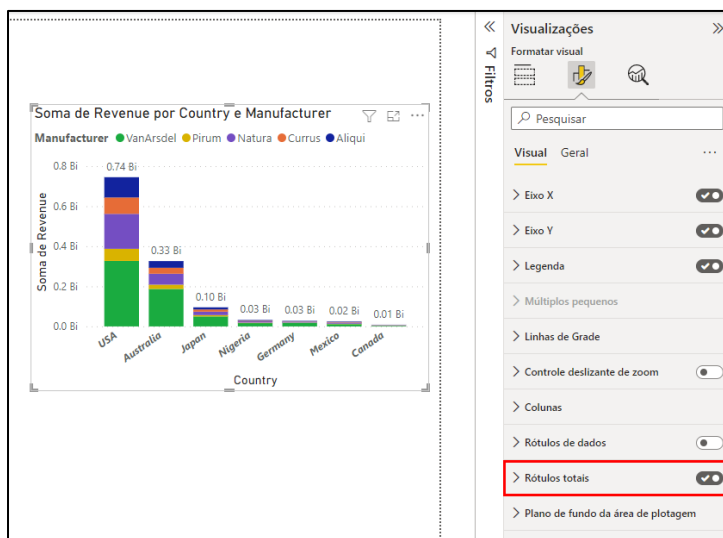 Soma de Revenue por Country e Manufacturer
Manufacturer VanArsdel Pirum Natura Currus Aliqui
Soma de Revenue
0.8 Bi
0.6 Bi
0.4 Bi
0.2 Bi
0.0 Bi
0.74 Bi
0.33 Bi
0.10 Bi
0.03 Bi
0.03 Bi
0.02 Bi
0.01 Bi
USA
Australia
Japan
Nigeria
Germany
Mexico
Canada
Country
Filtros
Visualizações
Formatar visual
Pesquisar
Visual Geral
Eixo X
Eixo Y
Legenda
Múltiplos pequenos
Linhas de Grade
Controle deslizante de zoom
Colunas
Rótulos de dados
Rótulos totais
Plano de fundo da área de plotagem